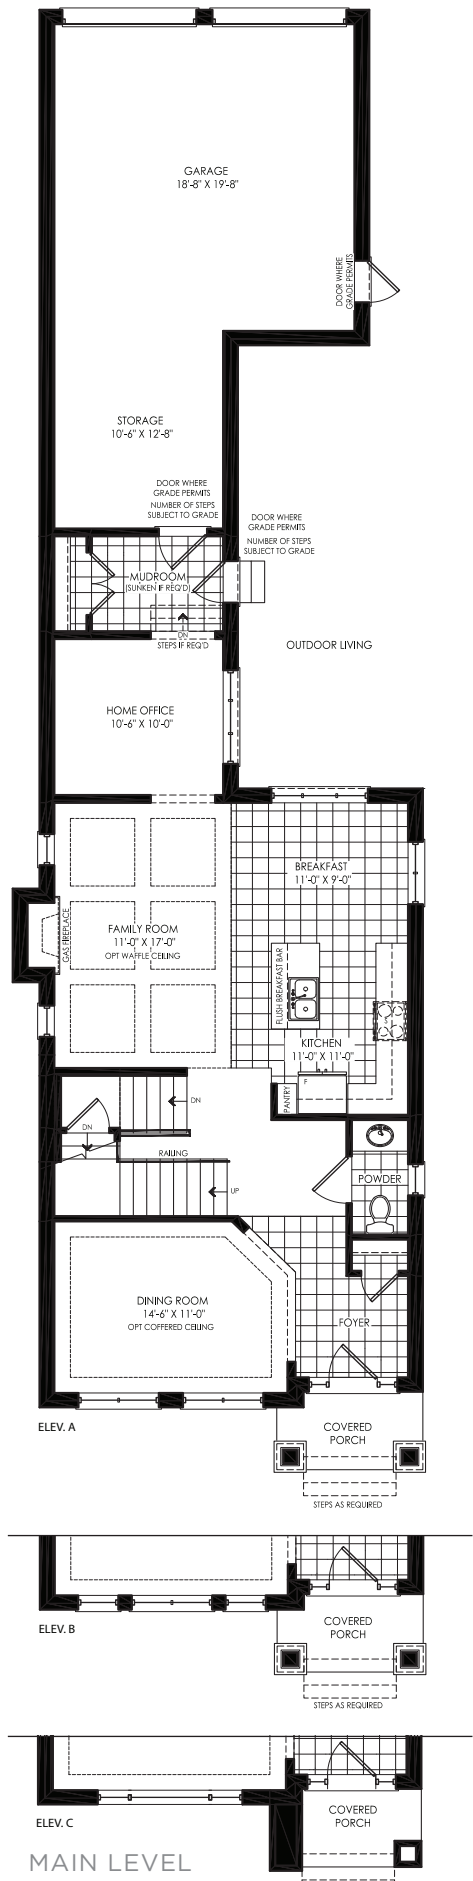 GARAGE
18'-8" X 19'-8"
DOOR WHERE
GRADE PERMITS
STORAGE
10'-6" X 12'-8"
DOOR WHERE
GRADE PERMITS
NUMBER OF STEPS
SUBJECT TO GRADE
DOOR WHERE
GRADE PERMITS
NUMBER OF STEPS
SUBJECT TO GRADE
MUDROOM
(SUNKEN IF REQ'D)
DN
STEPS IF REQ'D
OUTDOOR LIVING
HOME OFFICE
10'-6" X 10'-0"
BREAKFAST
11'-0" X 9'-0"
GAS FIREPLACE
FAMILY ROOM
11'-0" X 17'-0"
OPT WAFFLE CEILING
FLUSH BREAKFAST BAR
KITCHEN
11'-0" X 11'-0"
F
PANTRY
DN
DN
RAILING
UP
POWDER
DINING ROOM
14'-6" X 11'-0"
OPT COFFERED CEILING
FOYER
ELEV. A
COVERED
PORCH
STEPS AS REQUIRED
ELEV. B
COVERED
PORCH
STEPS AS REQUIRED
ELEV. C
COVERED
PORCH
MAIN LEVEL